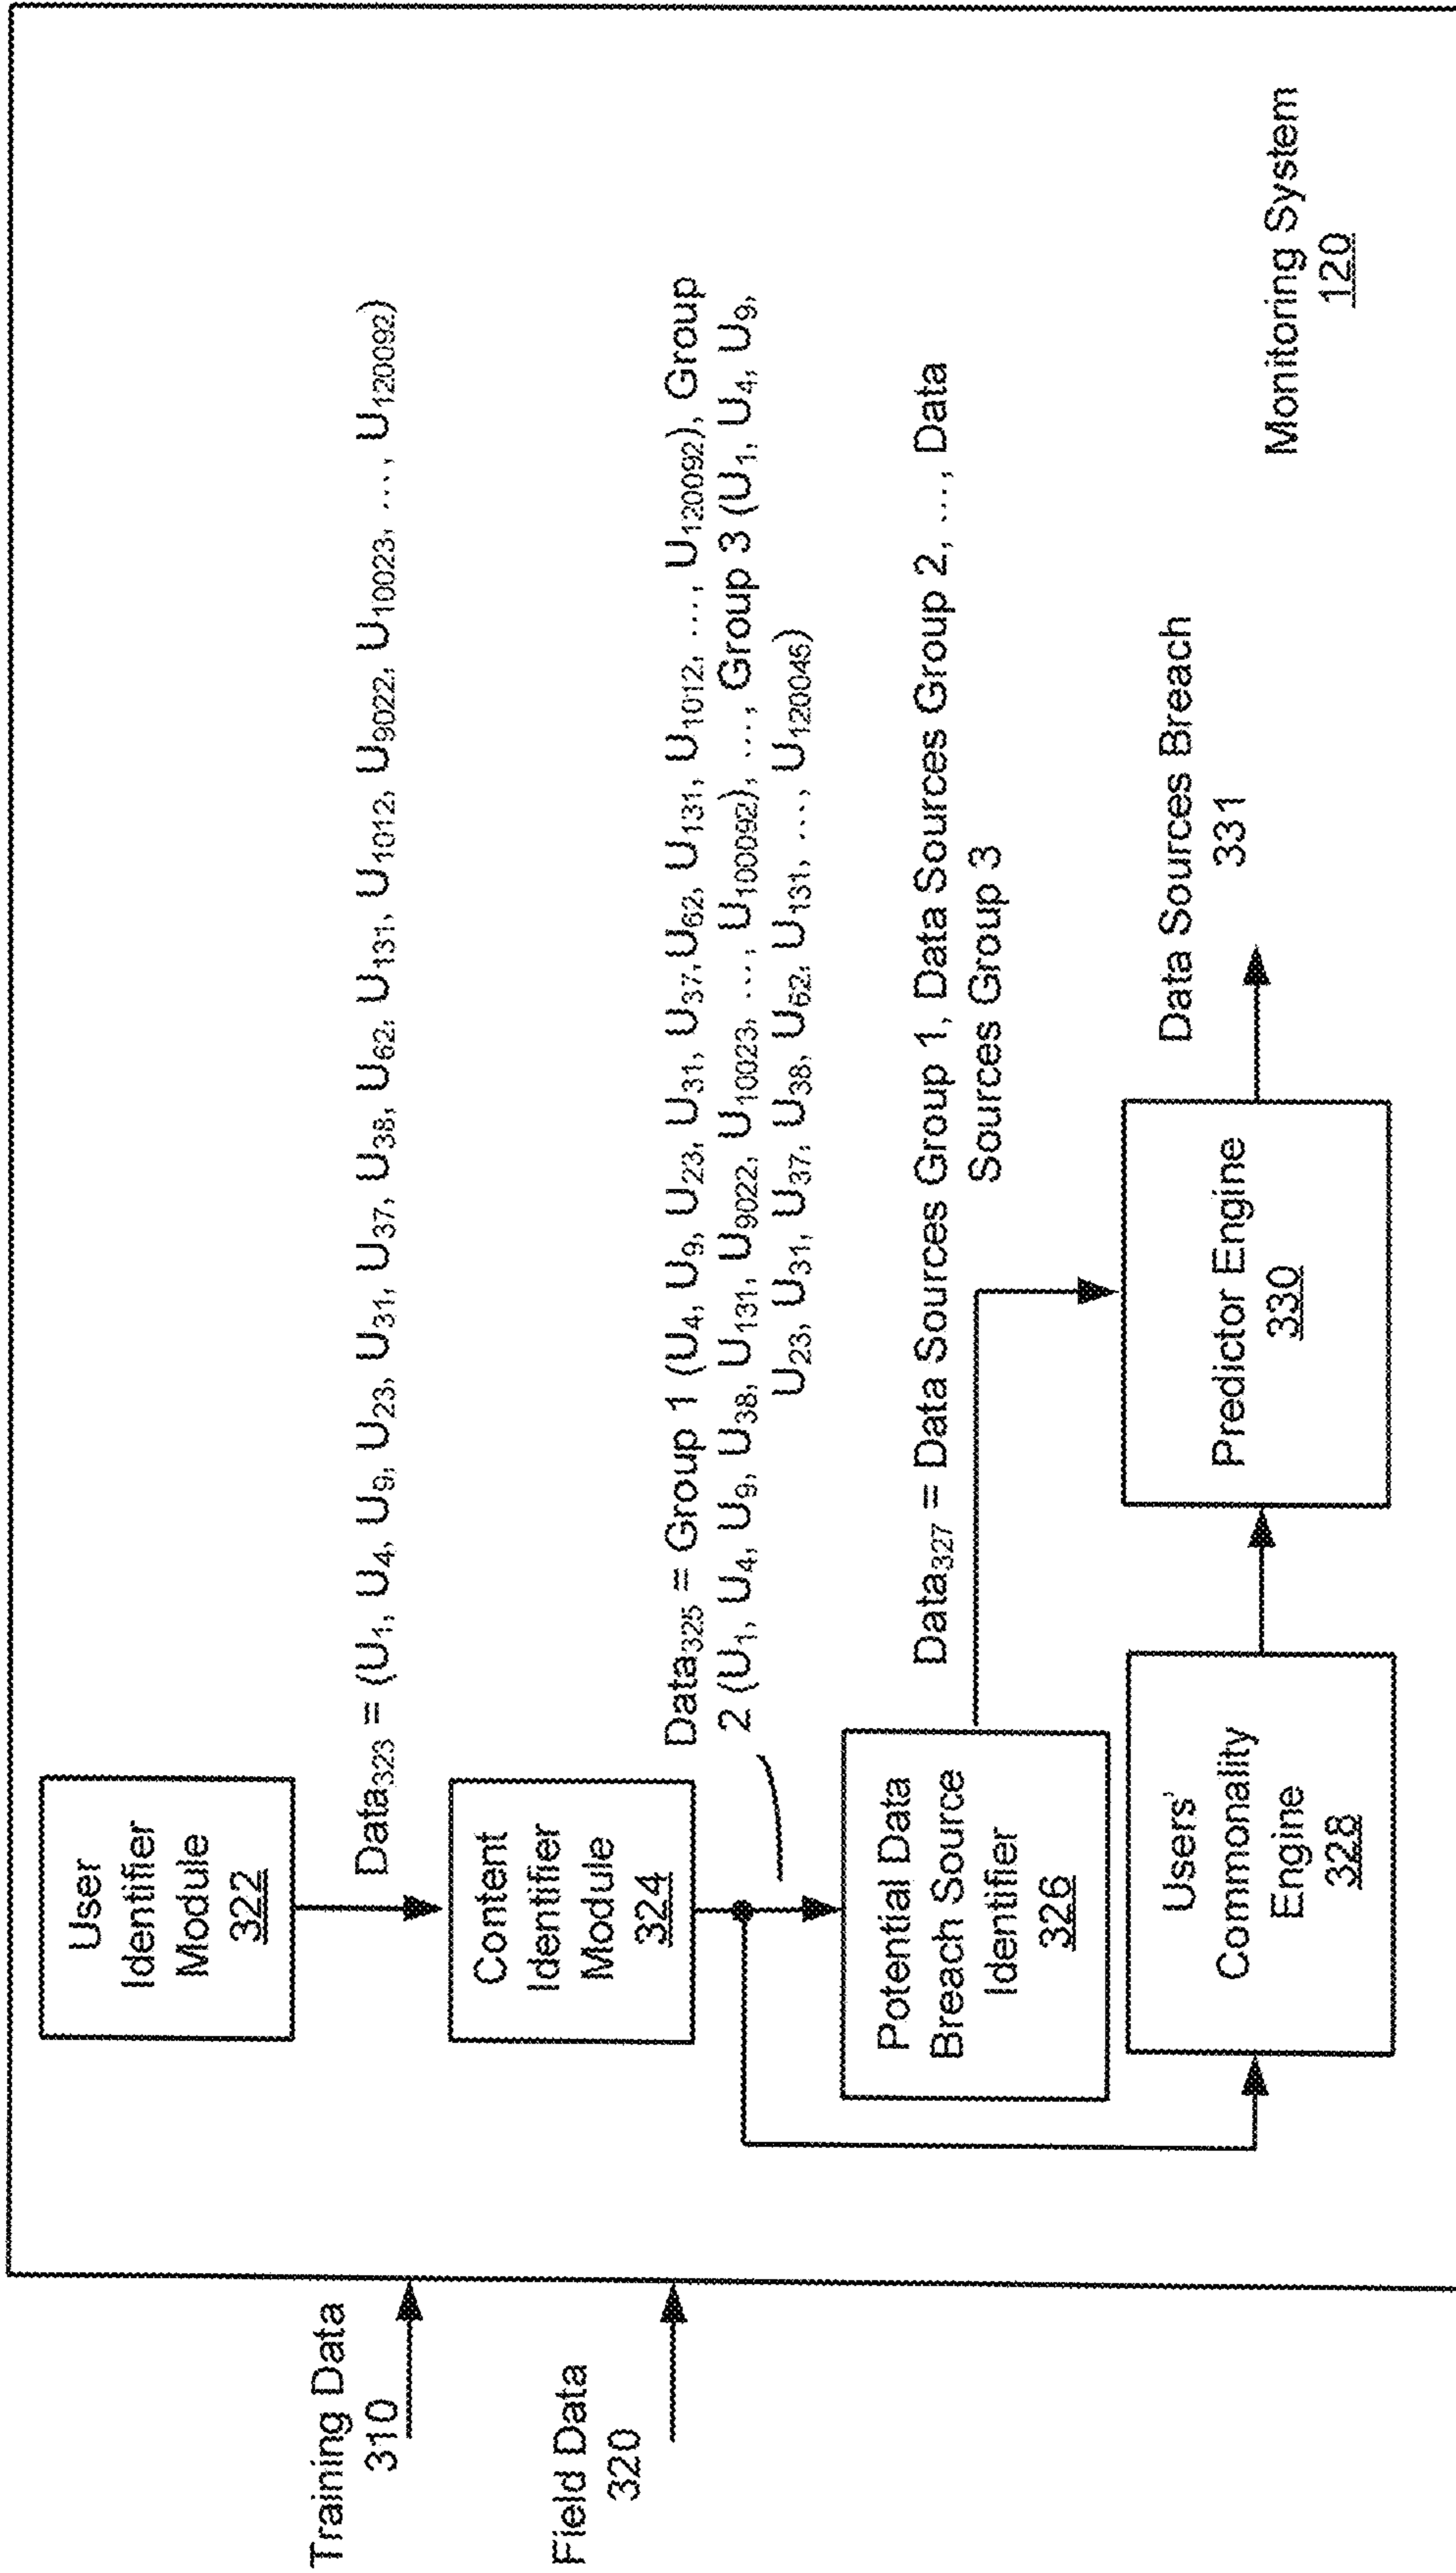 Training Data
310
Field Data
320
User
Identifier
Module
322
Data323 = (U1, U4, U9, U23, U31, U37, U38, U62, U131, U1012, U9022, U10023, ..., U120092)
Content
Identifier
Module
324
Data325 = Group 1 (U4, U9, U23, U31, U37, U62, U131, U1012, ..., U120092), Group
2 (U1, U4, U9, U38, U131, U9022, U10023, ..., U100092), ..., Group 3 (U1, U4, U9,
U23, U31, U37, U38, U62, U131, ..., U120045)
Potential Data
Breach Source
Identifier
326
Data327 = Data Sources Group 1, Data Sources Group 2, ..., Data
Sources Group 3
Users'
Commonality
Engine
328
Predictor Engine
330
Data Sources Breach
331
Monitoring System
120